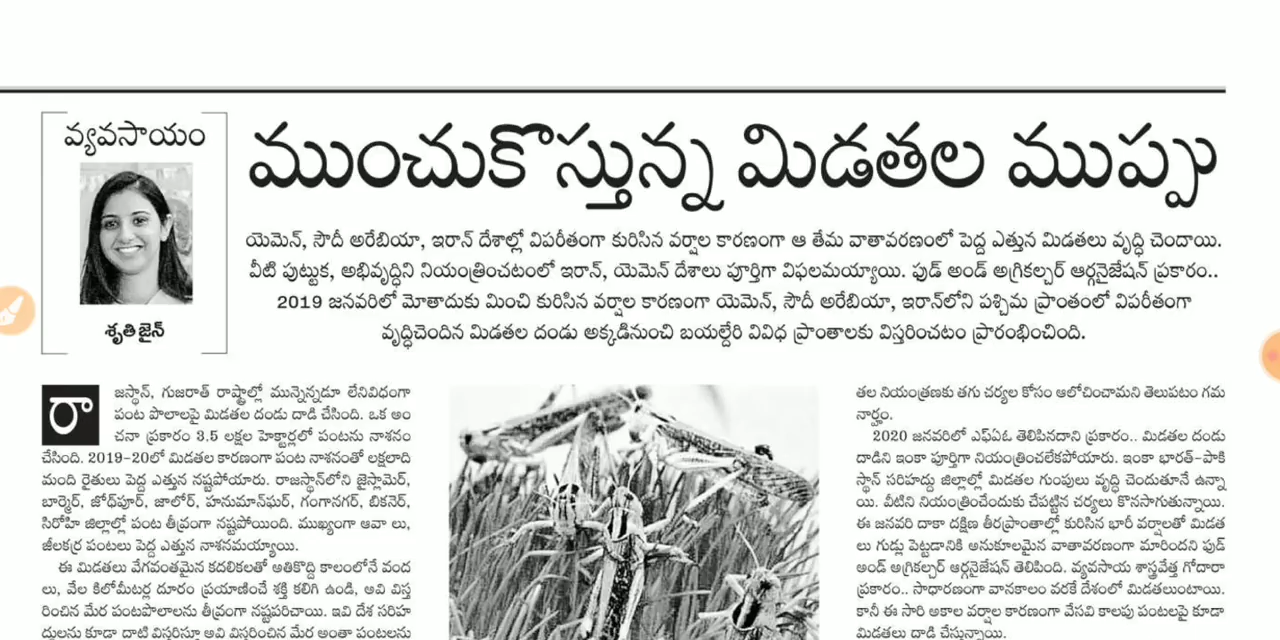 వ్యవసాయం
శృతి జైన్
ముంచుకొస్తున్న మిడతల ముప్పు
యెమెన్, సౌదీ అరేబియా, ఇరాన్ దేశాల్లో విపరీతంగా కురిసిన వర్షాల కారణంగా ఆ తేమ వాతావరణంలో పెద్ద ఎత్తున మిడతలు వృద్ధి చెందాయి.
వీటి పుట్టుక, అభివృద్ధిని నియంత్రించటంలో ఇరాన్, యెమెన్ దేశాలు పూర్తిగా విఫలమయ్యాయి. ఫుడ్ అండ్ అగ్రికల్చర్ ఆర్గనైజేషన్ ప్రకారం..
2019 జనవరిలో మోతాదుకు మించి కురిసిన వర్షాల కారణంగా యెమెన్, సౌదీ అరేబియా, ఇరాన్‌లోని పశ్చిమ ప్రాంతంలో విపరీతంగా
వృద్ధిచెందిన మిడతల దండు అక్కడినుంచి బయల్దేరి వివిధ ప్రాంతాలకు విస్తరించటం ప్రారంభించింది.
రాజస్థాన్, గుజరాత్ రాష్ట్రాల్లో మున్నెన్నడూ లేనివిధంగా
పంట పొలాలపై మిడతల దండు దాడి చేసింది. ఒక అం
చనా ప్రకారం 3.5 లక్షల హెక్టార్లలో పంటను నాశనం
చేసింది. 2019-20లో మిడతల కారణంగా పంట నాశనంతో లక్షలాది
మంది రైతులు పెద్ద ఎత్తున నష్టపోయారు. రాజస్థాన్‌లోని జైస్లామెర్,
బార్మెర్, జోధ్‌పూర్, జాలోర్, హనుమాన్‌ఘర్, గంగానగర్, బికనెర్,
సిరోహి జిల్లాల్లో పంట తీవ్రంగా నష్టపోయింది. ముఖ్యంగా ఆవా లు,
జీలకర్ర పంటలు పెద్ద ఎత్తున నాశనమయ్యాయి.
ఈ మిడతలు వేగవంతమైన కదలికలతో అతికొద్ది కాలంలోనే వంద
లు, వేల కిలోమీటర్ల దూరం ప్రయాణించే శక్తి కలిగి ఉండి, అవి విస్త
రించిన మేర పంటపొలాలను తీవ్రంగా నష్టపరిచాయి. ఇవి దేశ సరిహ
ద్దులను కూడా దాటి విస్తరిస్తూ అవి విస్తరించిన మేర అంతా పంటలను
తల నియంత్రణకు తగు చర్యల కోసం ఆలోచించామని తెలుపటం గమ
నార్హం.
2020 జనవరిలో ఎఫ్ఏఓ తెలిపినదాని ప్రకారం.. మిడతల దండు
దాడిని ఇంకా పూర్తిగా నియంత్రించలేకపోయారు. ఇంకా భారత్-పాకి
స్థాన్ సరిహద్దు జిల్లాల్లో మిడతల గుంపులు వృద్ధి చెందుతూనే ఉన్నా
యి. వీటిని నియంత్రించేందుకు చేపట్టిన చర్యలు కొనసాగుతున్నాయి.
ఈ జనవరి దాకా దక్షిణ తీరప్రాంతాల్లో కురిసిన భారీ వర్షాలతో మిడత
లు గుడ్లు పెట్టడానికి అనుకూలమైన వాతావరణంగా మారిందని ఫుడ్
అండ్ అగ్రికల్చర్ ఆర్గనైజేషన్ తెలిపింది. వ్యవసాయ శాస్త్రవేత్త గోదారా
ప్రకారం.. సాధారణంగా వానకాలం వరకే దేశంలో మిడతలుంటాయి.
కానీ ఈ సారి అకాల వర్షాల కారణంగా వేసవి కాలపు పంటలపై కూడా
మిడతలు దాడి చేస్తున్నాయి.